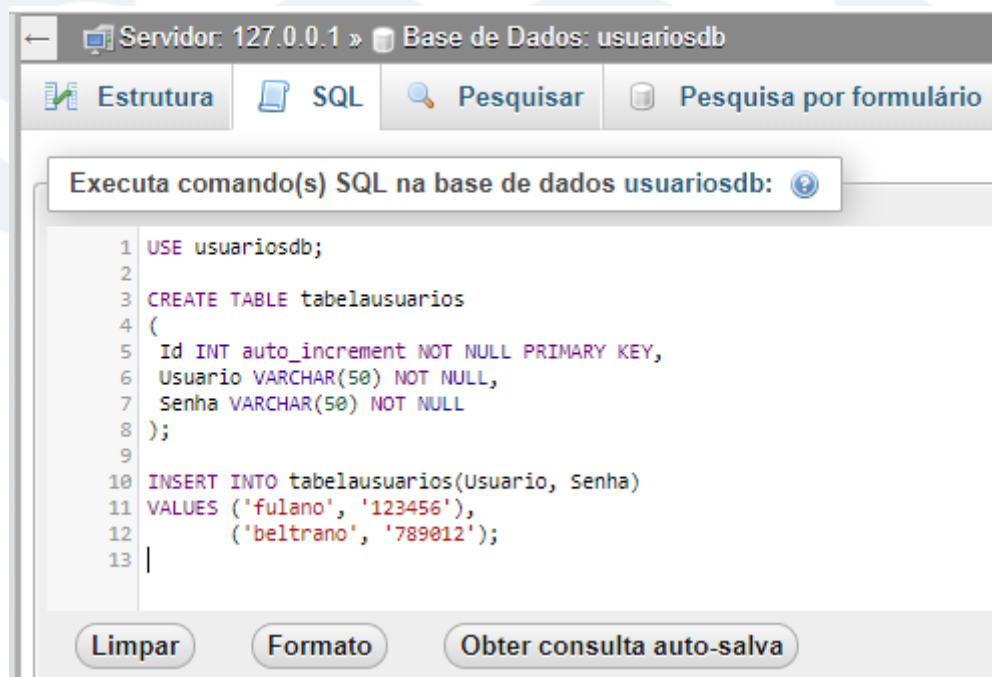 ← Servidor: 127.0.0.1 » Base de Dados: usuariosdb
Estrutura SQL Pesquisar Pesquisa por formulário
Executa comando(s) SQL na base de dados usuariosdb:
1 USE usuariosdb;
2
3 CREATE TABLE tabelausuarios
4 (
5 Id INT auto_increment NOT NULL PRIMARY KEY,
6 Usuario VARCHAR(50) NOT NULL,
7 Senha VARCHAR(50) NOT NULL
8 );
9
10 INSERT INTO tabelausuarios(Usuario, Senha)
11 VALUES ('fulano', '123456'),
12 ('beltrano', '789012');
13
Limpar Formato Obter consulta auto-salva